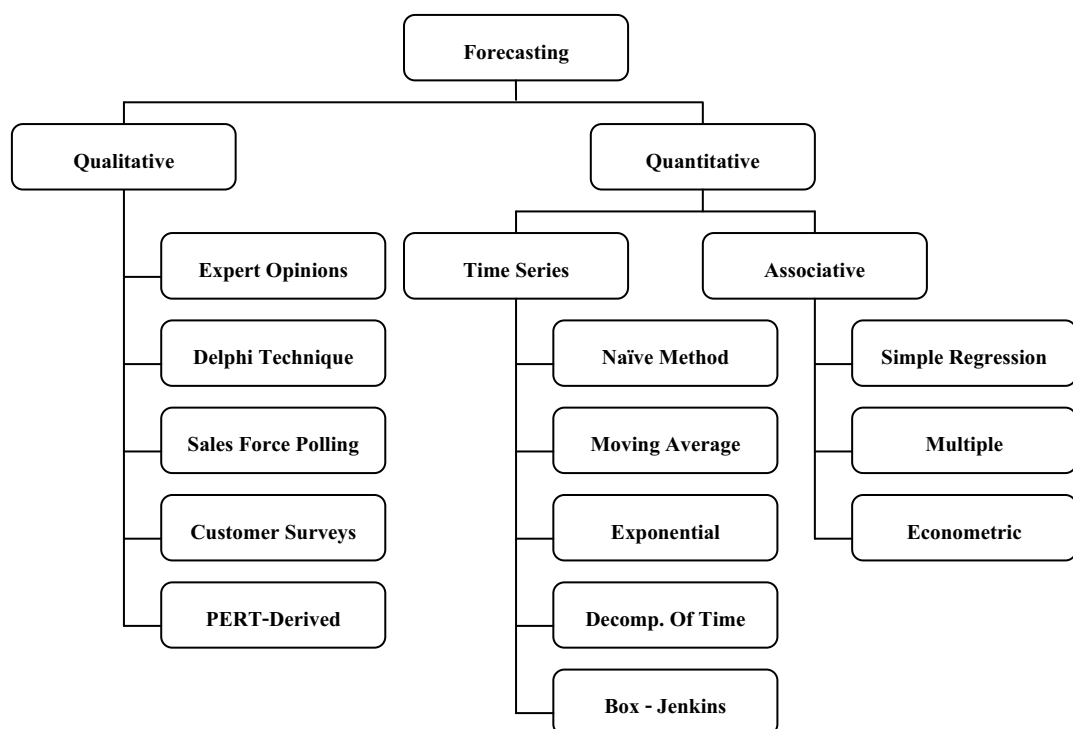 Forecasting
Qualitative
Quantitative
Expert Opinions
Time Series
Associative
Delphi Technique
Naïve Method
Simple Regression
Sales Force Polling
Moving Average
Multiple
Customer Surveys
Exponential
Econometric
PERT-Derived
Decomp. Of Time
Box - Jenkins